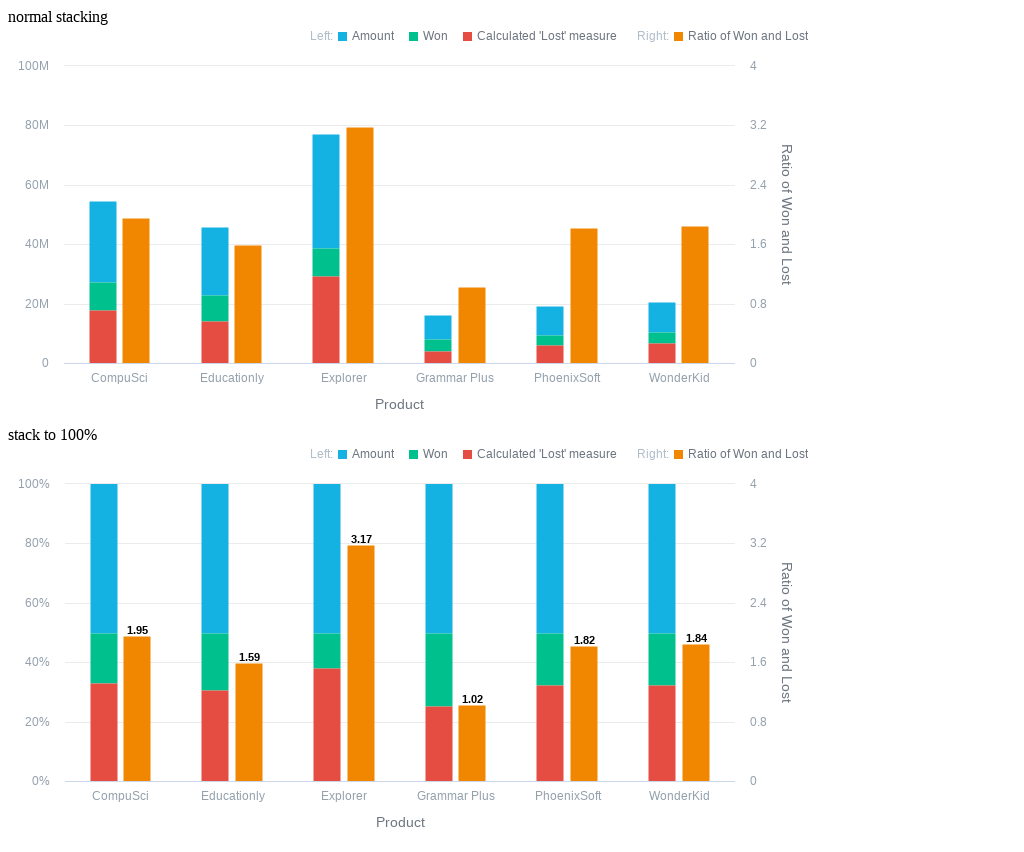 normal stacking
Left: Amount Won Calculated 'Lost' measure Right: Ratio of Won and Lost
100M 4
80M 3.2
60M 2.4
40M 1.6
20M 0.8
0 0
Ratio of Won and Lost
CompuSci Educationly Explorer Grammar Plus PhoenixSoft WonderKid
Product
stack to 100%
Left: Amount Won Calculated 'Lost' measure Right: Ratio of Won and Lost
100% 4
80% 3.17 3.2
60% 1.95 1.59 1.82 1.84 2.4
40% 1.6
20% 1.02 0.8
0% 0
Ratio of Won and Lost
CompuSci Educationly Explorer Grammar Plus PhoenixSoft WonderKid
Product